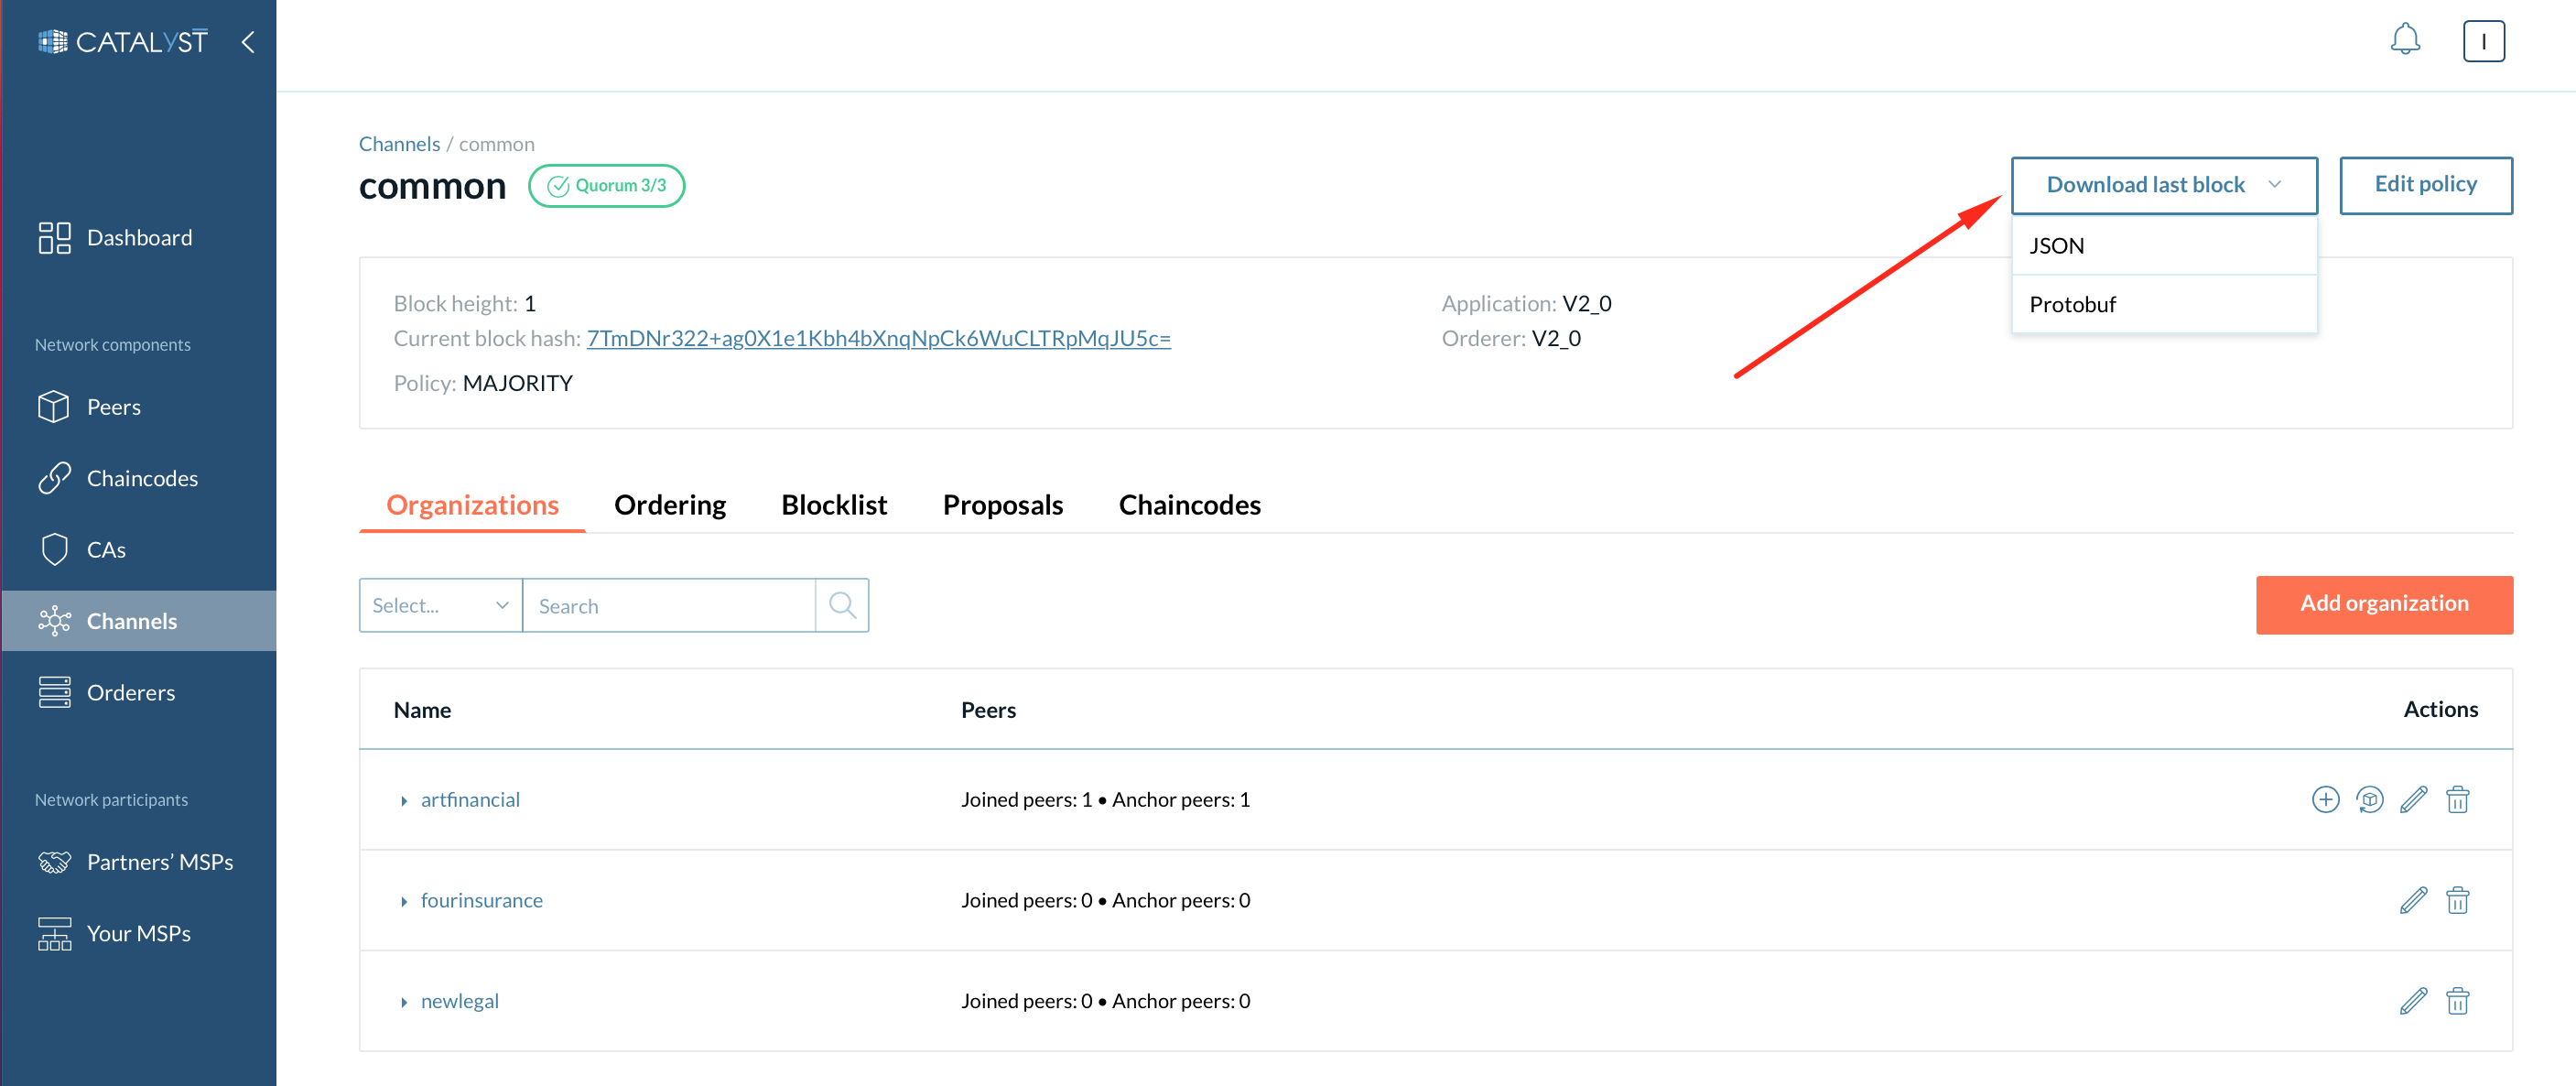 CATALYST
I
Dashboard
Network components
Peers
Chaincodes
CAs
Channels
Orderers
Network participants
Partners’ MSPs
Your MSPs
Channels / common
common
Quorum 3/3
Download last block
Edit policy
JSON
Protobuf
Block height: 1
Current block hash: 7TmDNr322+ag0X1e1Kbh4bXnqNpCk6WuCLTRpMqJU5c=
Policy: MAJORITY
Application: V2_0
Orderer: V2_0
Organizations Ordering Blocklist Proposals Chaincodes
Select... Search
Add organization
Name Peers Actions
artfinancial Joined peers: 1 • Anchor peers: 1
fourinsurance Joined peers: 0 • Anchor peers: 0
newlegal Joined peers: 0 • Anchor peers: 0